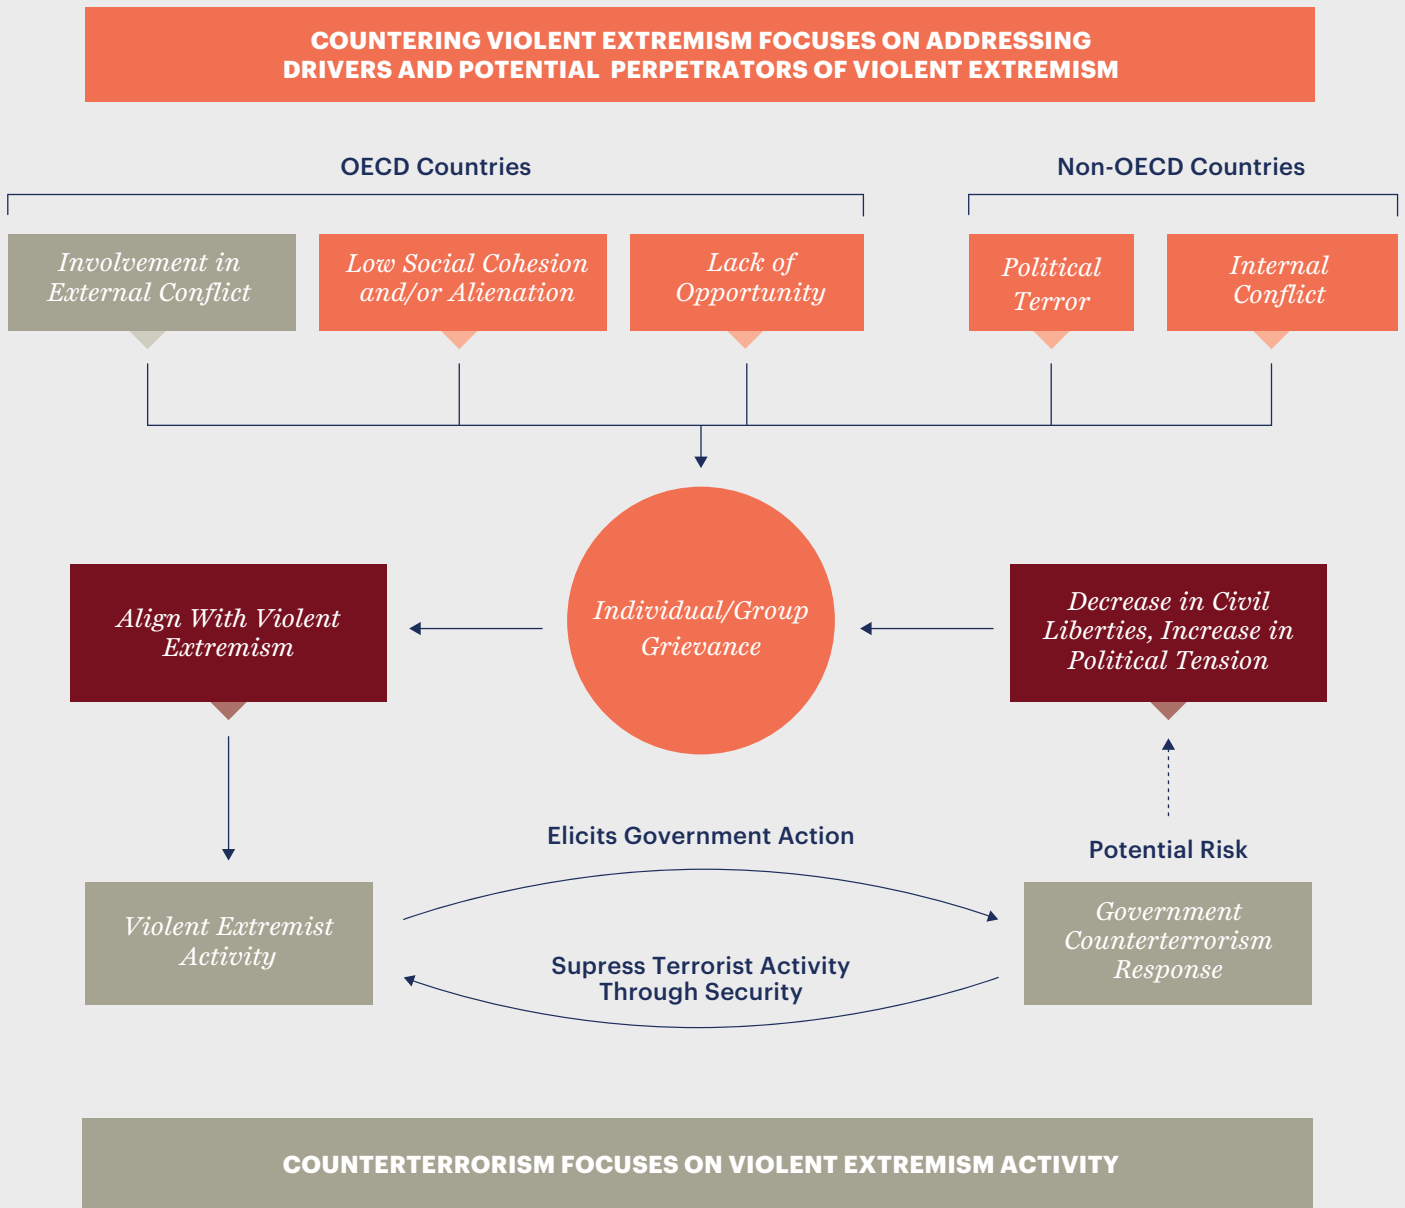 COUNTERING VIOLENT EXTREMISM FOCUSES ON ADDRESSING
DRIVERS AND POTENTIAL PERPETRATORS OF VIOLENT EXTREMISM
OECD Countries
Non-OECD Countries
Involvement in
External Conflict
Low Social Cohesion
and/or Alienation
Lack of
Opportunity
Political
Terror
Internal
Conflict
Individual/Group
Grievance
Align With Violent
Extremism
Decrease in Civil
Liberties, Increase in
Political Tension
Elicits Government Action
Potential Risk
Violent Extremist
Activity
Supress Terrorist Activity
Through Security
Government
Counterterrorism
Response
COUNTERTERRORISM FOCUSES ON VIOLENT EXTREMISM ACTIVITY